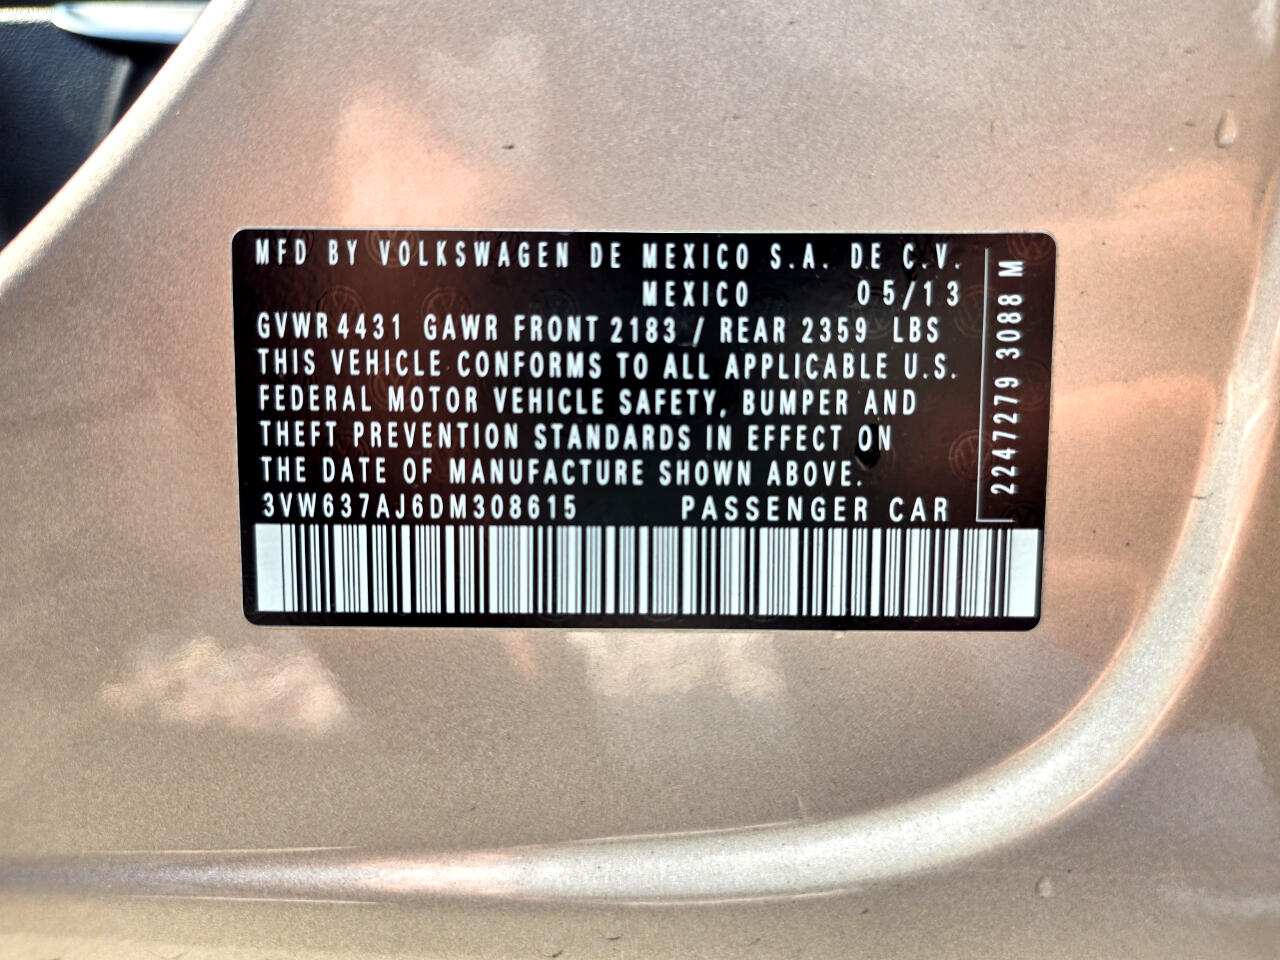 MFD BY VOLKSWAGEN DE MEXICO S.A. DE C.V.
MEXICO 05/13
GVWR 4431 GAWR FRONT 2183 / REAR 2359 LBS
THIS VEHICLE CONFORMS TO ALL APPLICABLE U.S.
FEDERAL MOTOR VEHICLE SAFETY, BUMPER AND
THEFT PREVENTION STANDARDS IN EFFECT ON
THE DATE OF MANUFACTURE SHOWN ABOVE.
3VW637AJ6DM308615 PASSENGER CAR
2247279 3088 M